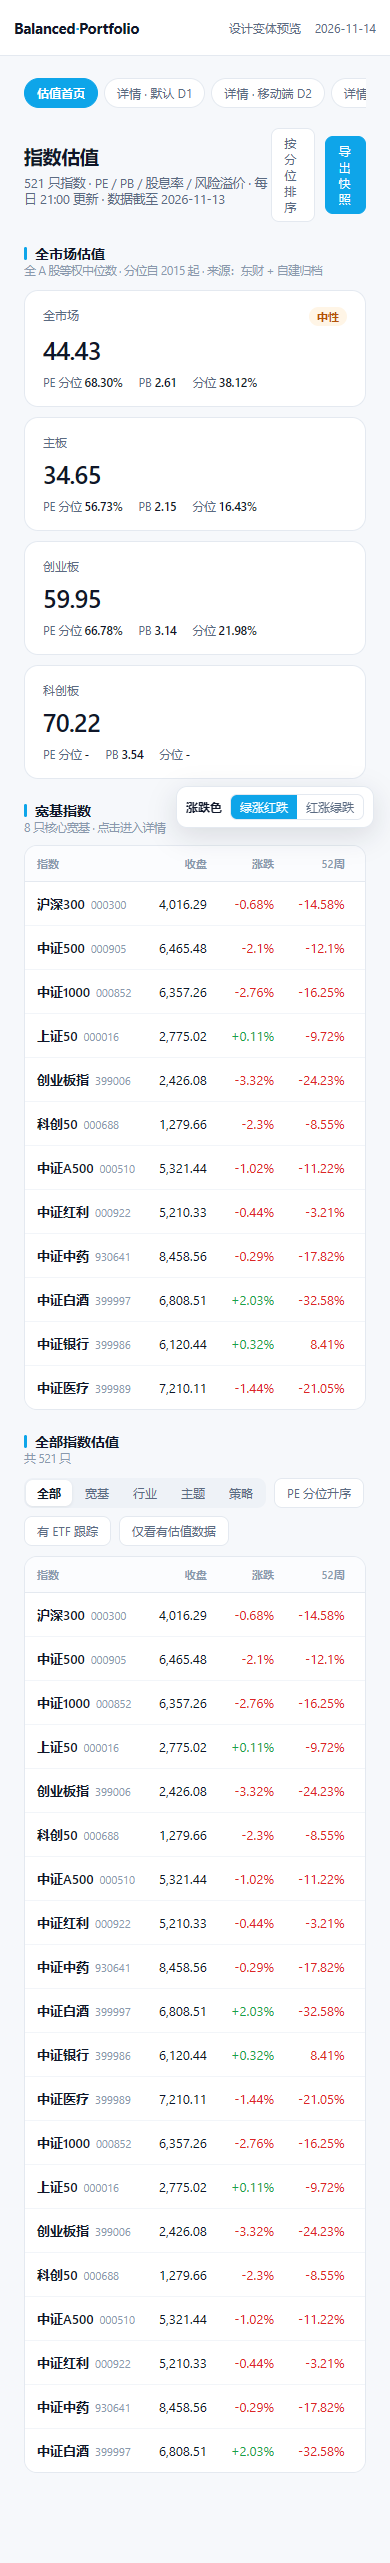 Balanced·Portfolio 设计变体预览 2026-11-14
估值首页 详情 · 默认 D1 详情 · 移动端 D2 详情
指数估值
521 只指数 · PE / PB / 股息率 / 风险溢价 · 每
日 21:00 更新 · 数据截至 2026-11-13
按分位排序
导出快照
全市场估值
全 A 股等权中位数 · 分位自 2015 起 · 来源：东财 + 自建归档
全市场 中性
44.43
PE 分位 68.30% PB 2.61 分位 38.12%
主板
34.65
PE 分位 56.73% PB 2.15 分位 16.43%
创业板
59.95
PE 分位 66.78% PB 3.14 分位 21.98%
科创板
70.22
PE 分位 - PB 3.54 分位 -
涨跌色 绿涨红跌 红涨绿跌
宽基指数
8 只核心宽基 · 点击进入详情
指数 收盘 涨跌 52周
沪深300 000300 4,016.29 -0.68% -14.58%
中证500 000905 6,465.48 -2.1% -12.1%
中证1000 000852 6,357.26 -2.76% -16.25%
上证50 000016 2,775.02 +0.11% -9.72%
创业板指 399006 2,426.08 -3.32% -24.23%
科创50 000688 1,279.66 -2.3% -8.55%
中证A500 000510 5,321.44 -1.02% -11.22%
中证红利 000922 5,210.33 -0.44% -3.21%
中证中药 930641 8,458.56 -0.29% -17.82%
中证白酒 399997 6,808.51 +2.03% -32.58%
中证银行 399986 6,120.44 +0.32% 8.41%
中证医疗 399989 7,210.11 -1.44% -21.05%
全部指数估值
共 521 只
全部 宽基 行业 主题 策略 PE 分位升序
有 ETF 跟踪 仅看有估值数据
指数 收盘 涨跌 52周
沪深300 000300 4,016.29 -0.68% -14.58%
中证500 000905 6,465.48 -2.1% -12.1%
中证1000 000852 6,357.26 -2.76% -16.25%
上证50 000016 2,775.02 +0.11% -9.72%
创业板指 399006 2,426.08 -3.32% -24.23%
科创50 000688 1,279.66 -2.3% -8.55%
中证A500 000510 5,321.44 -1.02% -11.22%
中证红利 000922 5,210.33 -0.44% -3.21%
中证中药 930641 8,458.56 -0.29% -17.82%
中证白酒 399997 6,808.51 +2.03% -32.58%
中证银行 399986 6,120.44 +0.32% 8.41%
中证医疗 399989 7,210.11 -1.44% -21.05%
中证1000 000852 6,357.26 -2.76% -16.25%
上证50 000016 2,775.02 +0.11% -9.72%
创业板指 399006 2,426.08 -3.32% -24.23%
科创50 000688 1,279.66 -2.3% -8.55%
中证A500 000510 5,321.44 -1.02% -11.22%
中证红利 000922 5,210.33 -0.44% -3.21%
中证中药 930641 8,458.56 -0.29% -17.82%
中证白酒 399997 6,808.51 +2.03% -32.58%